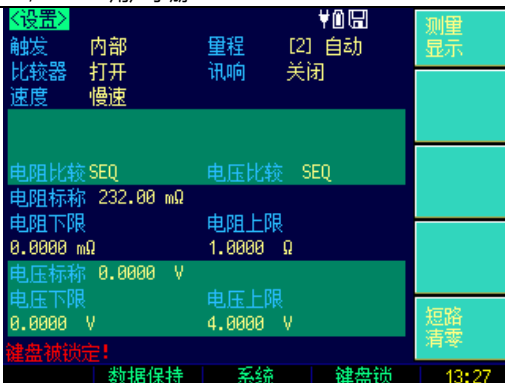 <设置>
测量
显示
触发 内部 量程 [2] 自动
比较器 打开 讯响 关闭
速度 慢速
电阻比较 SEQ 电压比较 SEQ
电阻标称 232.00 mΩ
电阻下限 电阻上限
0.0000 mΩ 1.0000 Ω
电压标称 0.0000 V
电压下限 电压上限
0.0000 V 4.0000 V
短路
清零
键盘被锁定!
数据保持 系统 键盘锁 13:27